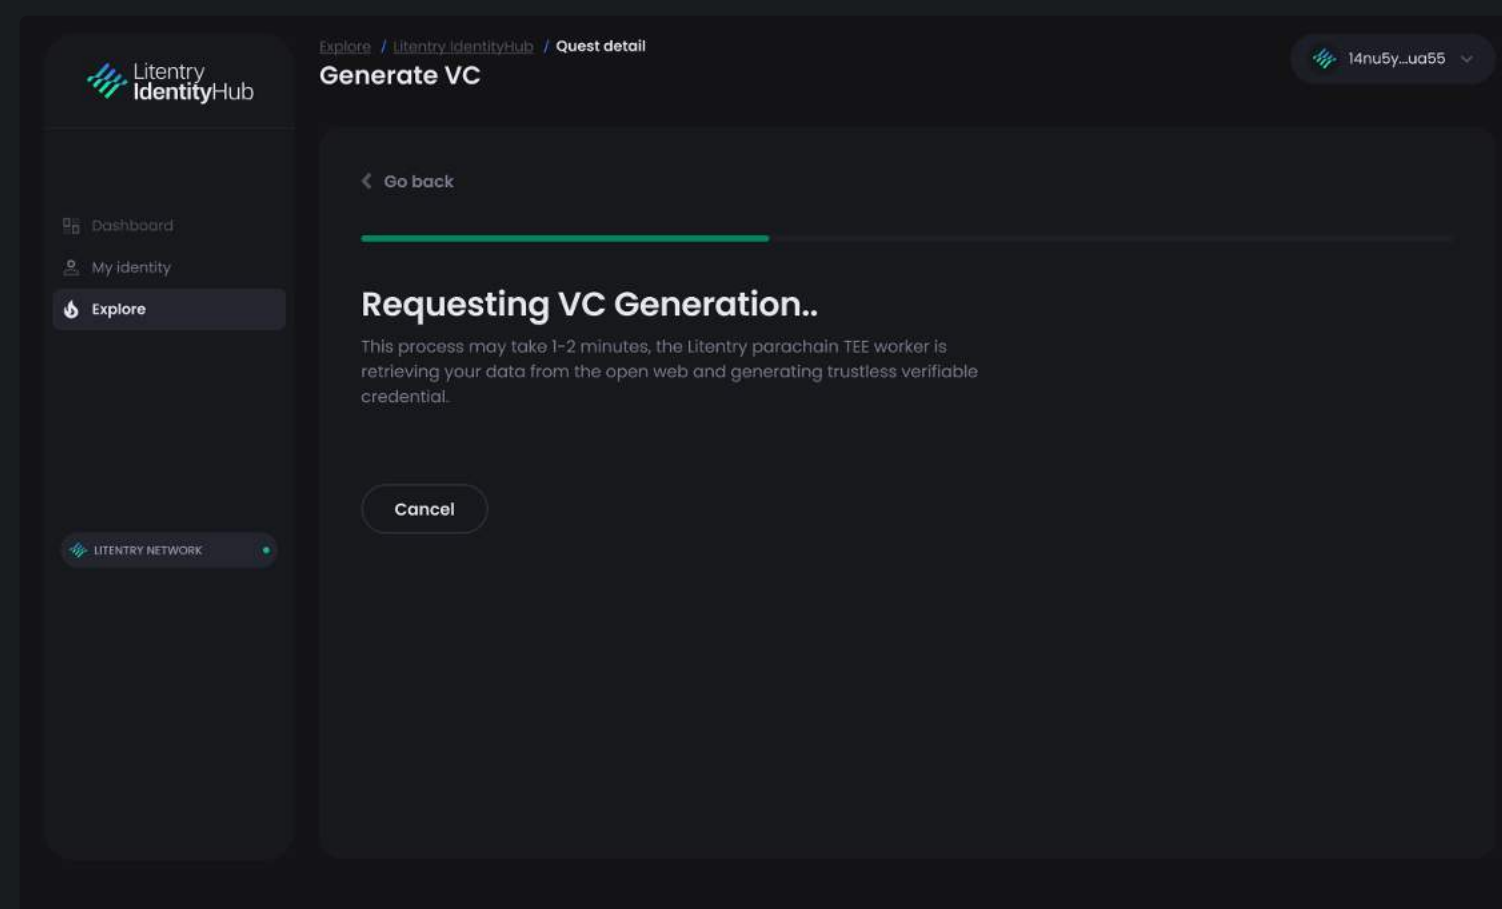 Litentry
IdentityHub
Explore / Litentry IdentityHub / Quest detail
Generate VC
14nu5y...ua55
Go back
Dashboard
My identity
Explore
Requesting VC Generation..
This process may take 1-2 minutes, the Litentry parachain TEE worker is
retrieving your data from the open web and generating trustless verifiable
credential.
Cancel
LITENTRY NETWORK